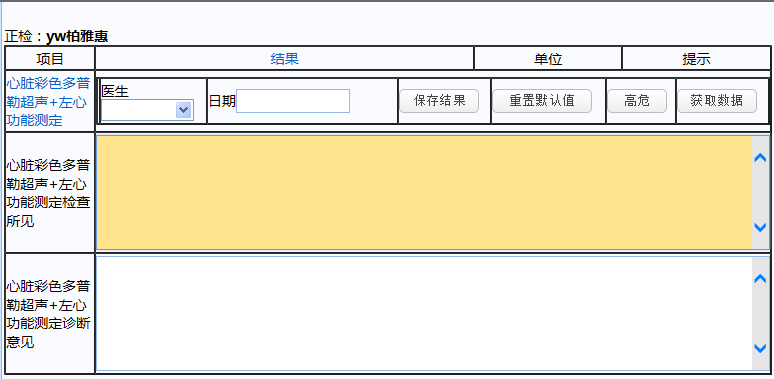 正检：yw柏雅惠
项目 结果 单位 提示
心脏彩色多普
勒超声+左心
功能测定
医生
日期 保存结果 重置默认值 高危 获取数据
心脏彩色多普
勒超声+左心
功能测定检查
所见
心脏彩色多普
勒超声+左心
功能测定诊断
意见